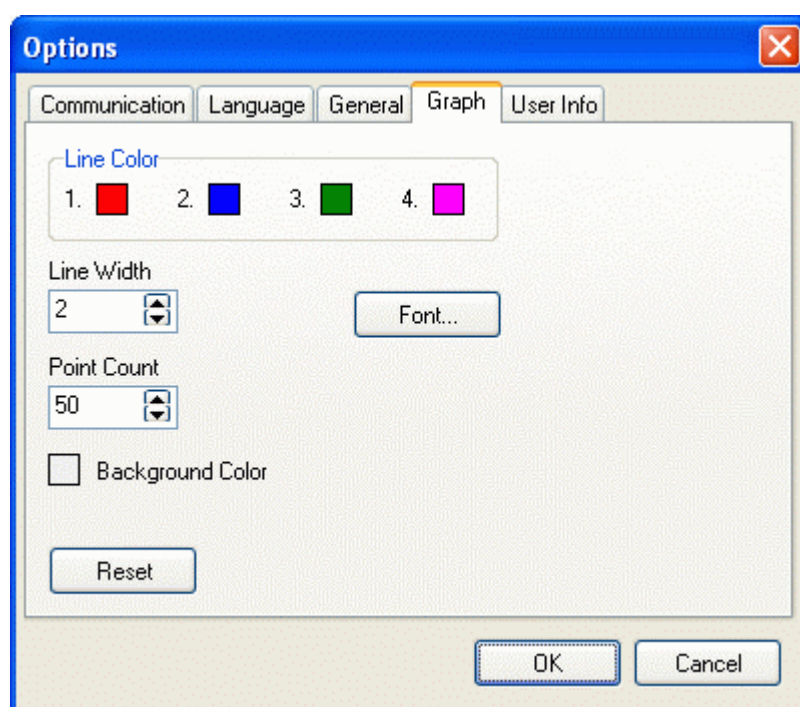 Options
Communication Language General Graph User Info
Line Color
1. 2. 3. 4.
Line Width
2
Font...
Point Count
50
Background Color
Reset
OK Cancel